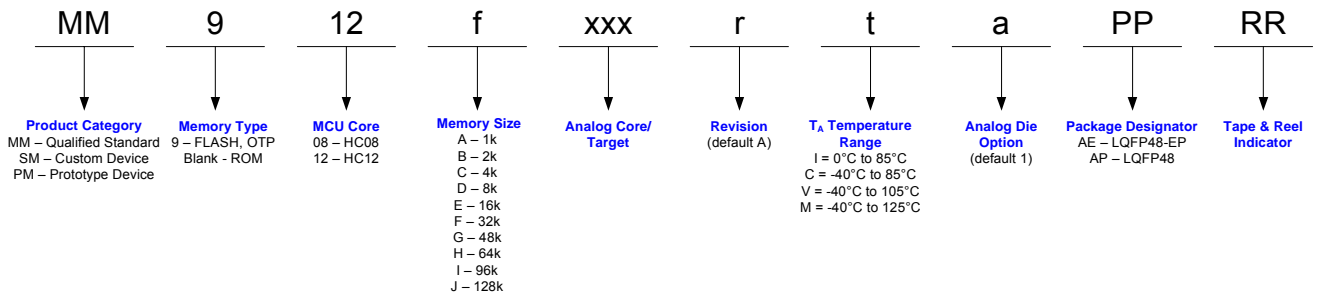 MM 9 12 f xxx r t a PP RR
Product Category
MM – Qualified Standard
SM – Custom Device
PM – Prototype Device
Memory Type
9 – FLASH, OTP
Blank - ROM
MCU Core
08 – HC08
12 – HC12
Memory Size
A – 1k
B – 2k
C – 4k
D – 8k
E – 16k
F – 32k
G – 48k
H – 64k
I – 96k
J – 128k
Analog Core/
Target
Revision
(default A)
TA Temperature
Range
I = 0°C to 85°C
C = -40°C to 85°C
V = -40°C to 105°C
M = -40°C to 125°C
Analog Die
Option
(default 1)
Package Designator
AE – LQFP48-EP
AP – LQFP48
Tape & Reel
Indicator